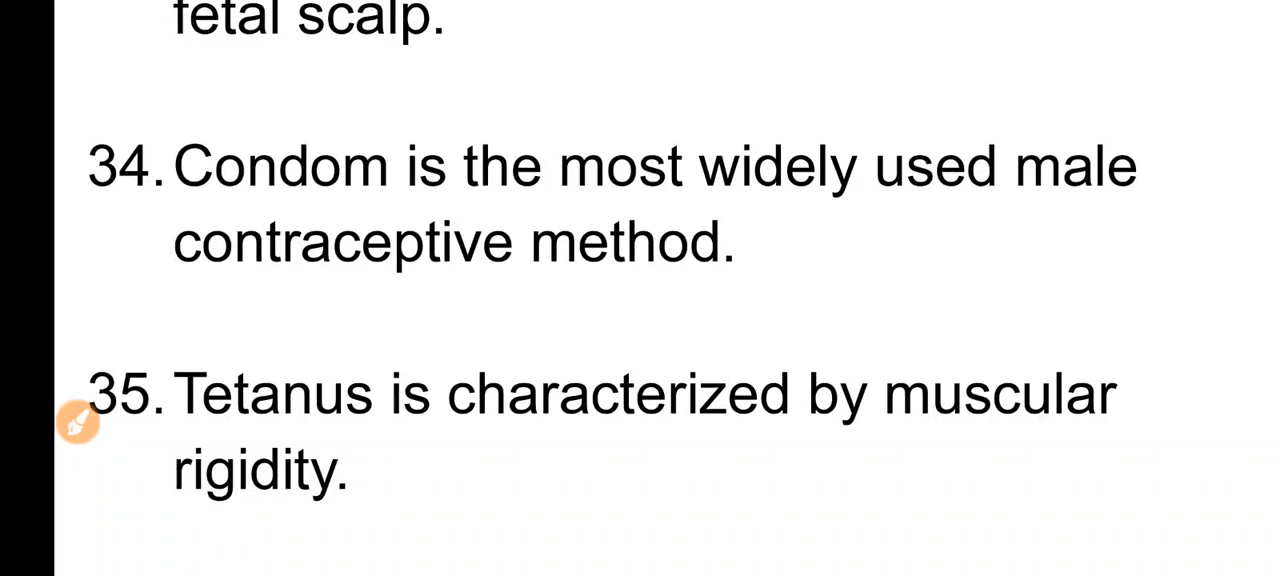 fetal scalp.
34. Condom is the most widely used male
contraceptive method.
35. Tetanus is characterized by muscular
rigidity.